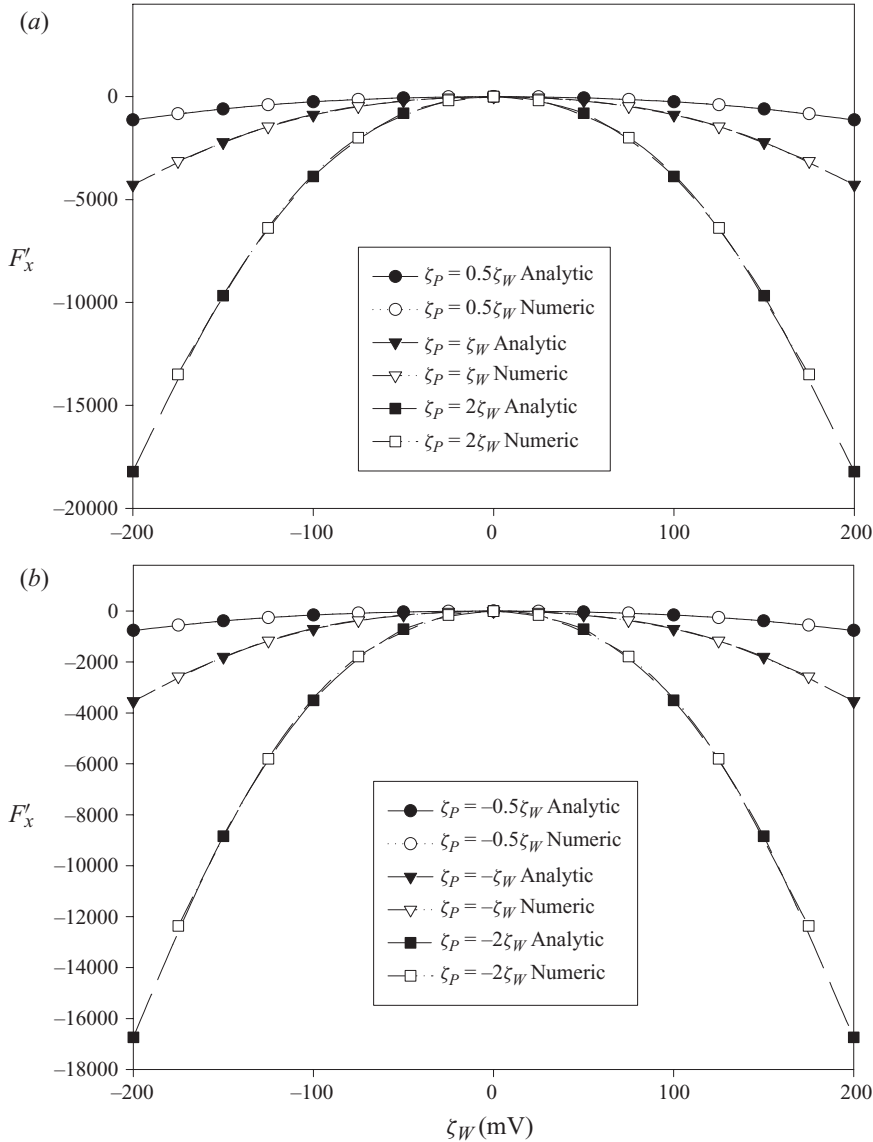 (a)
0
–5000
–10000
–15000
–20000
F′x
ζP = 0.5ζW Analytic
ζP = 0.5ζW Numeric
ζP = ζW Analytic
ζP = ζW Numeric
ζP = 2ζW Analytic
ζP = 2ζW Numeric
–200
–100
0
100
200
(b)
0
–2000
–4000
–6000
–8000
–10000
–12000
–14000
–16000
–18000
F′x
ζP = –0.5ζW Analytic
ζP = –0.5ζW Numeric
ζP = –ζW Analytic
ζP = –ζW Numeric
ζP = –2ζW Analytic
ζP = –2ζW Numeric
–200
–100
0
100
200
ζW (mV)